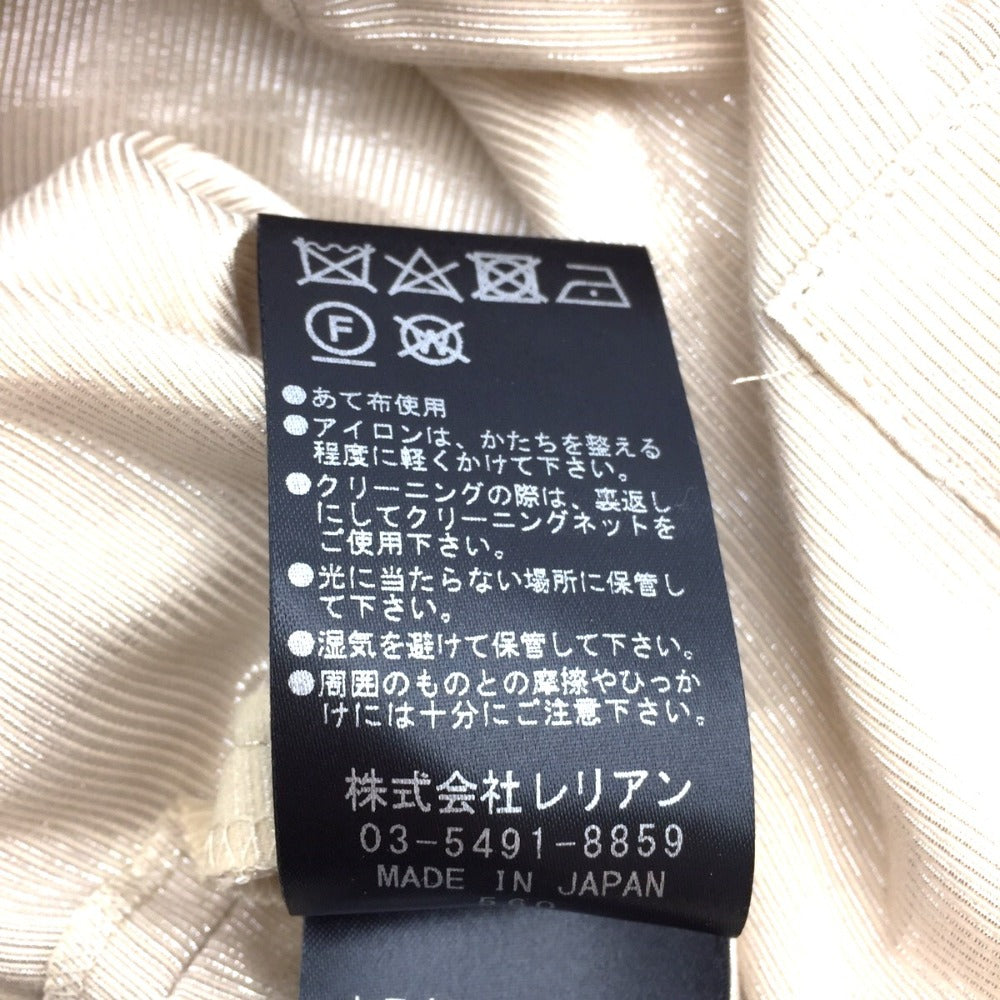 F W
●あて布使用
●アイロンは、かたちを整える
程度に軽くかけて下さい。
●クリーニングの際は、裏返し
にしてクリーニングネットを
ご使用下さい。
●光に当たらない場所に保管し
て下さい。
●湿気を避けて保管して下さい。
●周囲のものとの摩擦やひっか
けには十分にご注意下さい。
株式会社レリアン
03-5491-8859
MADE IN JAPAN